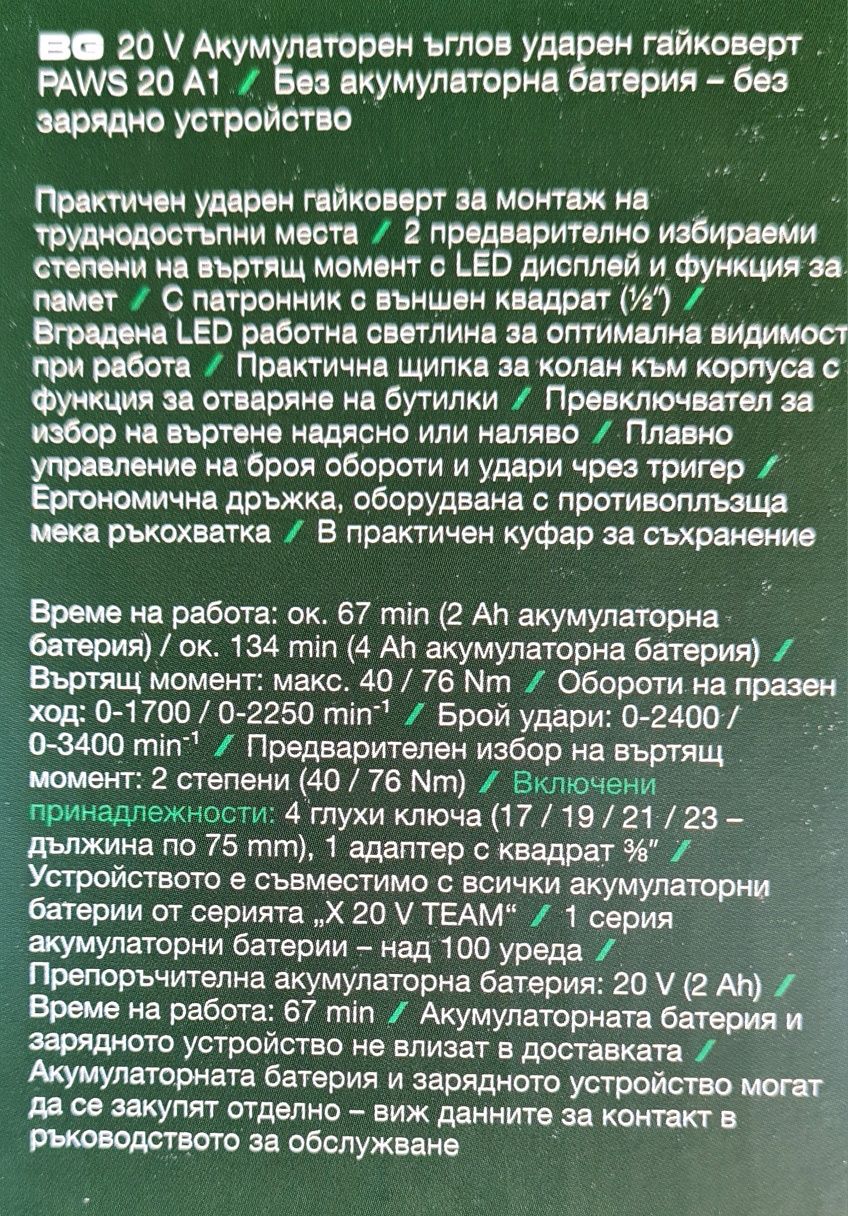 BG 20 V Акумулаторен ъглов ударен гайковерт
PAWS 20 A1 / Без акумулаторна батерия – без
зарядно устройство
Практичен ударен гайковерт за монтаж на
труднодостъпни места / 2 предварително избираеми
степени на въртящ момент с LED дисплей и функция за
памет / С патронник с външен квадрат (½") /
Вградена LED работна светлина за оптимална видимост
при работа / Практична щипка за колан към корпуса с
функция за отваряне на бутилки / Превключвател за
избор на въртене надясно или наляво / Плавно
управление на броя обороти и удари чрез тригер /
Ергономична дръжка, оборудвана с противоплъзща
мека ръкохватка / В практичен куфар за съхранение
Време на работа: ок. 67 min (2 Ah акумулаторна
батерия) / ок. 134 min (4 Ah акумулаторна батерия) /
Въртящ момент: макс. 40 / 76 Nm / Обороти на празен
ход: 0-1700 / 0-2250 min⁻¹ / Брой удари: 0-2400 /
0-3400 min⁻¹ / Предварителен избор на въртящ
момент: 2 степени (40 / 76 Nm) / Включени
принадлежности: 4 глухи ключа (17 / 19 / 21 / 23 –
дължина по 75 mm), 1 адаптер с квадрат ⅜" /
Устройството е съвместимо с всички акумулаторни
батерии от серията „X 20 V TEAM“ / 1 серия
акумулаторни батерии – над 100 уреда /
Препоръчителна акумулаторна батерия: 20 V (2 Ah) /
Време на работа: 67 min / Акумулаторната батерия и
зарядното устройство не влизат в доставката /
Акумулаторната батерия и зарядното устройство могат
да се закупят отделно – виж данните за контакт в
ръководството за обслужване